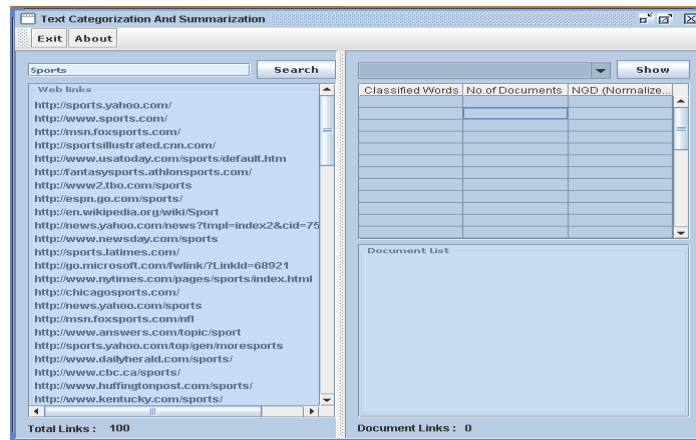 Text Categorization And Summarization
Exit About
Sports Search
Web links
http://sports.yahoo.com/
http://www.sports.com/
http://msn.foxsports.com/
http://sportsillustrated.cnn.com/
http://www.usatoday.com/sports/default.htm
http://fantasysports.athlonsports.com/
http://www2.tbo.com/sports
http://espn.go.com/sports/
http://en.wikipedia.org/wiki/Sport
http://news.yahoo.com/news?tmpl=index2&cid=75
http://www.newsday.com/sports
http://sports.latimes.com/
http://go.microsoft.com/fwlink/?LinkId=68921
http://www.nytimes.com/pages/sports/index.html
http://chicagosports.com/
http://news.yahoo.com/sports
http://msn.foxsports.com/nfl
http://www.answers.com/topic/sport
http://sports.yahoo.com/top/gen/moresports
http://www.dailyherald.com/sports/
http://www.cbc.ca/sports/
http://www.huffingtonpost.com/sports/
http://www.kentucky.com/sports/
Total Links : 100
Show
Classified Words No.of Documents NGD (Normalize...
Document List
Document Links : 0